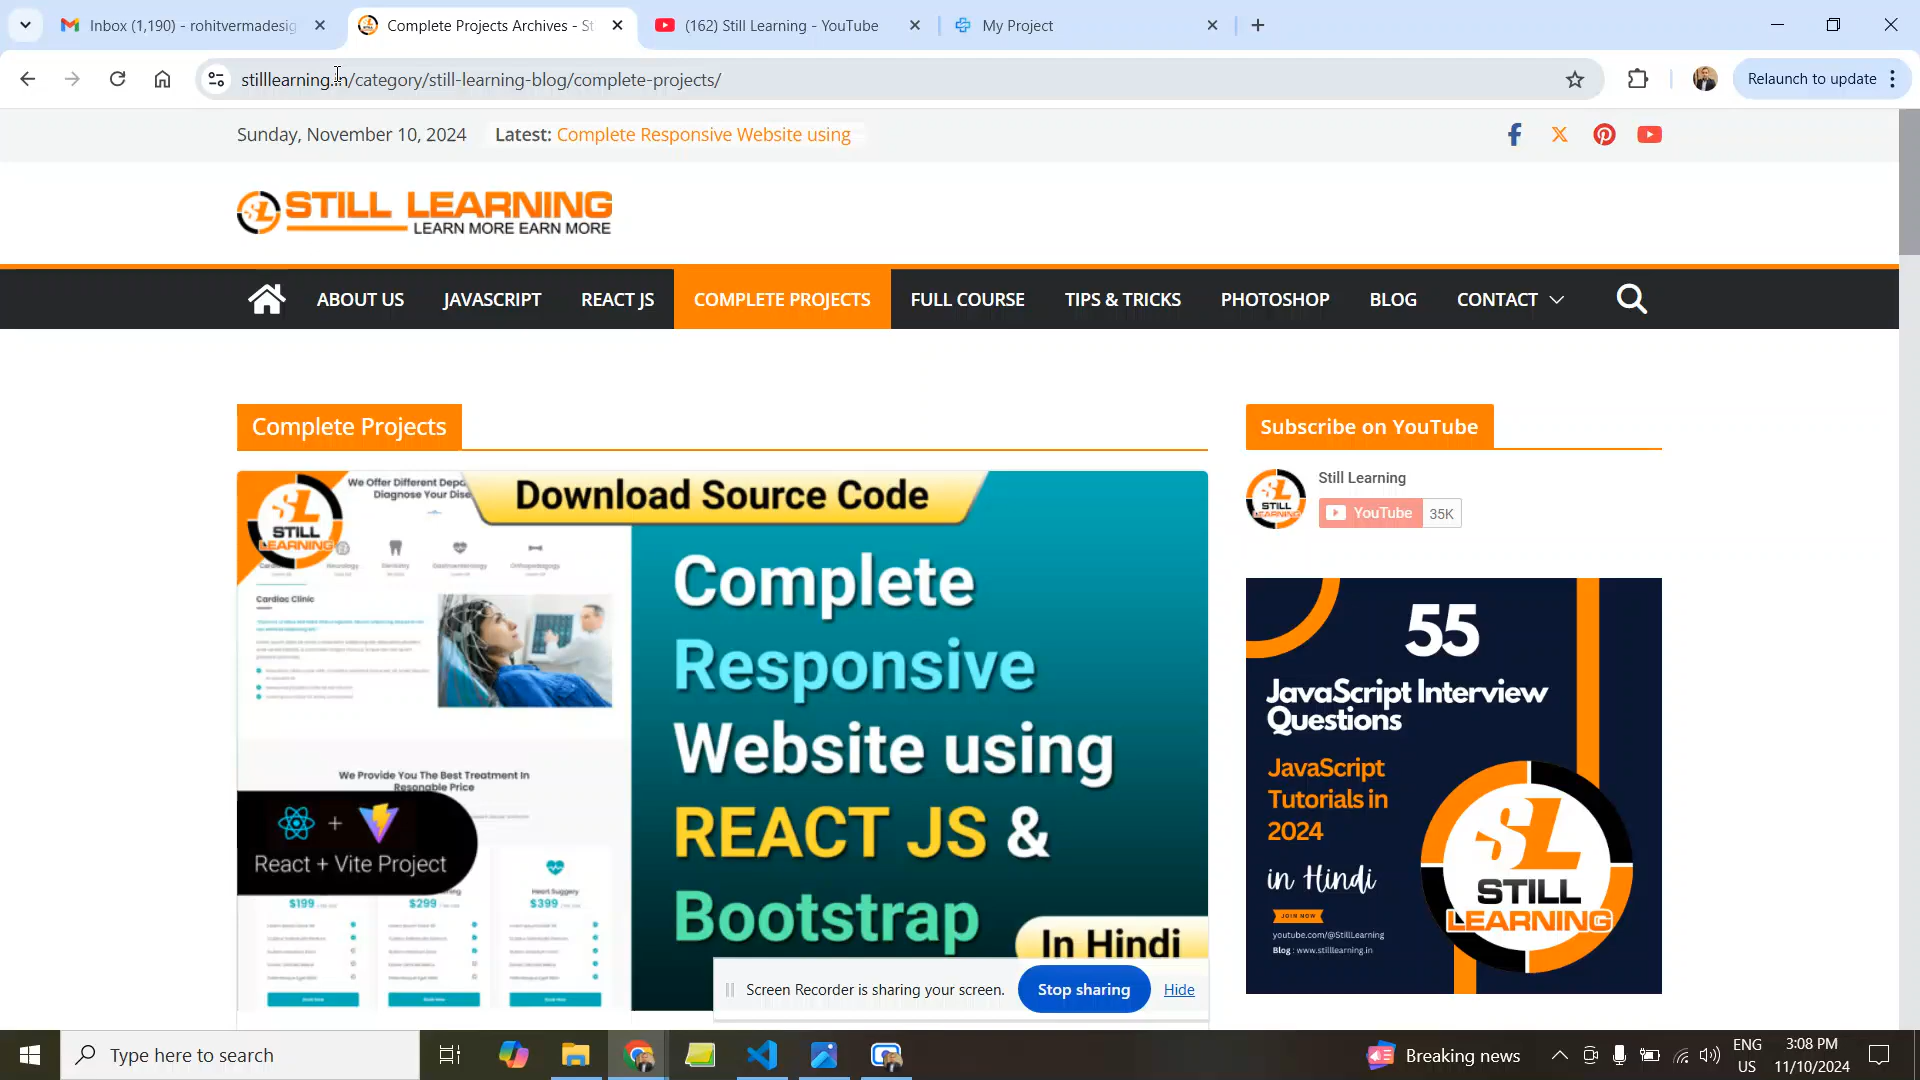 Inbox (1,190) - rohitvermadesig
Complete Projects Archives - St
(162) Still Learning - YouTube
My Project
stilllearning.in/category/still-learning-blog/complete-projects/
Relaunch to update
Sunday, November 10, 2024
Latest: Complete Responsive Website using
STILL LEARNING
LEARN MORE EARN MORE
ABOUT US
JAVASCRIPT
REACT JS
COMPLETE PROJECTS
FULL COURSE
TIPS & TRICKS
PHOTOSHOP
BLOG
CONTACT
Complete Projects
Subscribe on YouTube
Still Learning
YouTube 35K
We Offer Different Depa
Diagnose Your Dise
SL
STILL
LEARNING
Neurology
Dentistry
Gastroenterology
Orthopedagogy
Cardiac Clinic
We Provide You The Best Treatment In
Resonable Price
React + Vite Project
Heart Suggery
$199
$299
$399
Download Source Code
Complete
Responsive
Website using
REACT JS &
Bootstrap
In Hindi
55
JavaScript Interview
Questions
JavaScript
Tutorials in
2024
in Hindi
JOIN NOW
youtube.com/@StillLearning
Blog : www.stilllearning.in
SL
STILL
LEARNING
Screen Recorder is sharing your screen.
Stop sharing
Hide
Type here to search
Breaking news
ENG
US
3:08 PM
11/10/2024